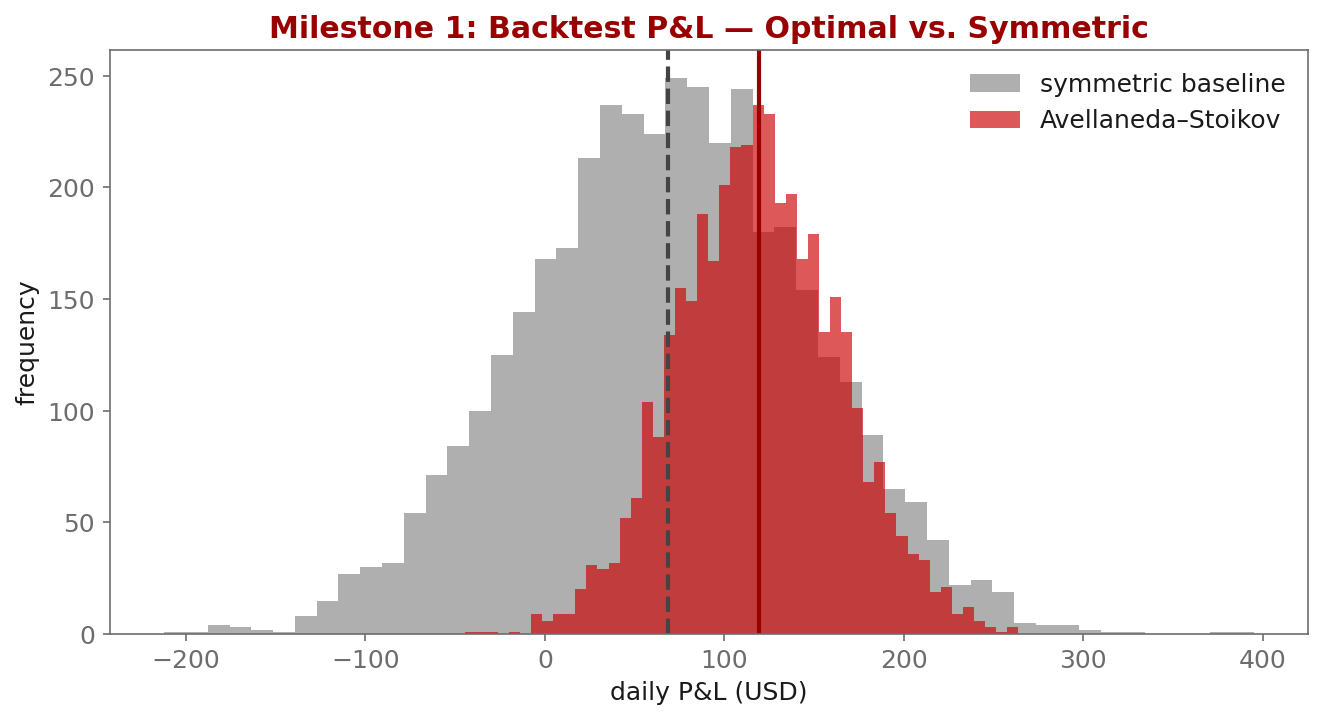 Milestone 1: Backtest P&L — Optimal vs. Symmetric
symmetric baseline
Avellaneda–Stoikov
frequency
250
200
150
100
50
0
−200
−100
0
100
200
300
400
daily P&L (USD)